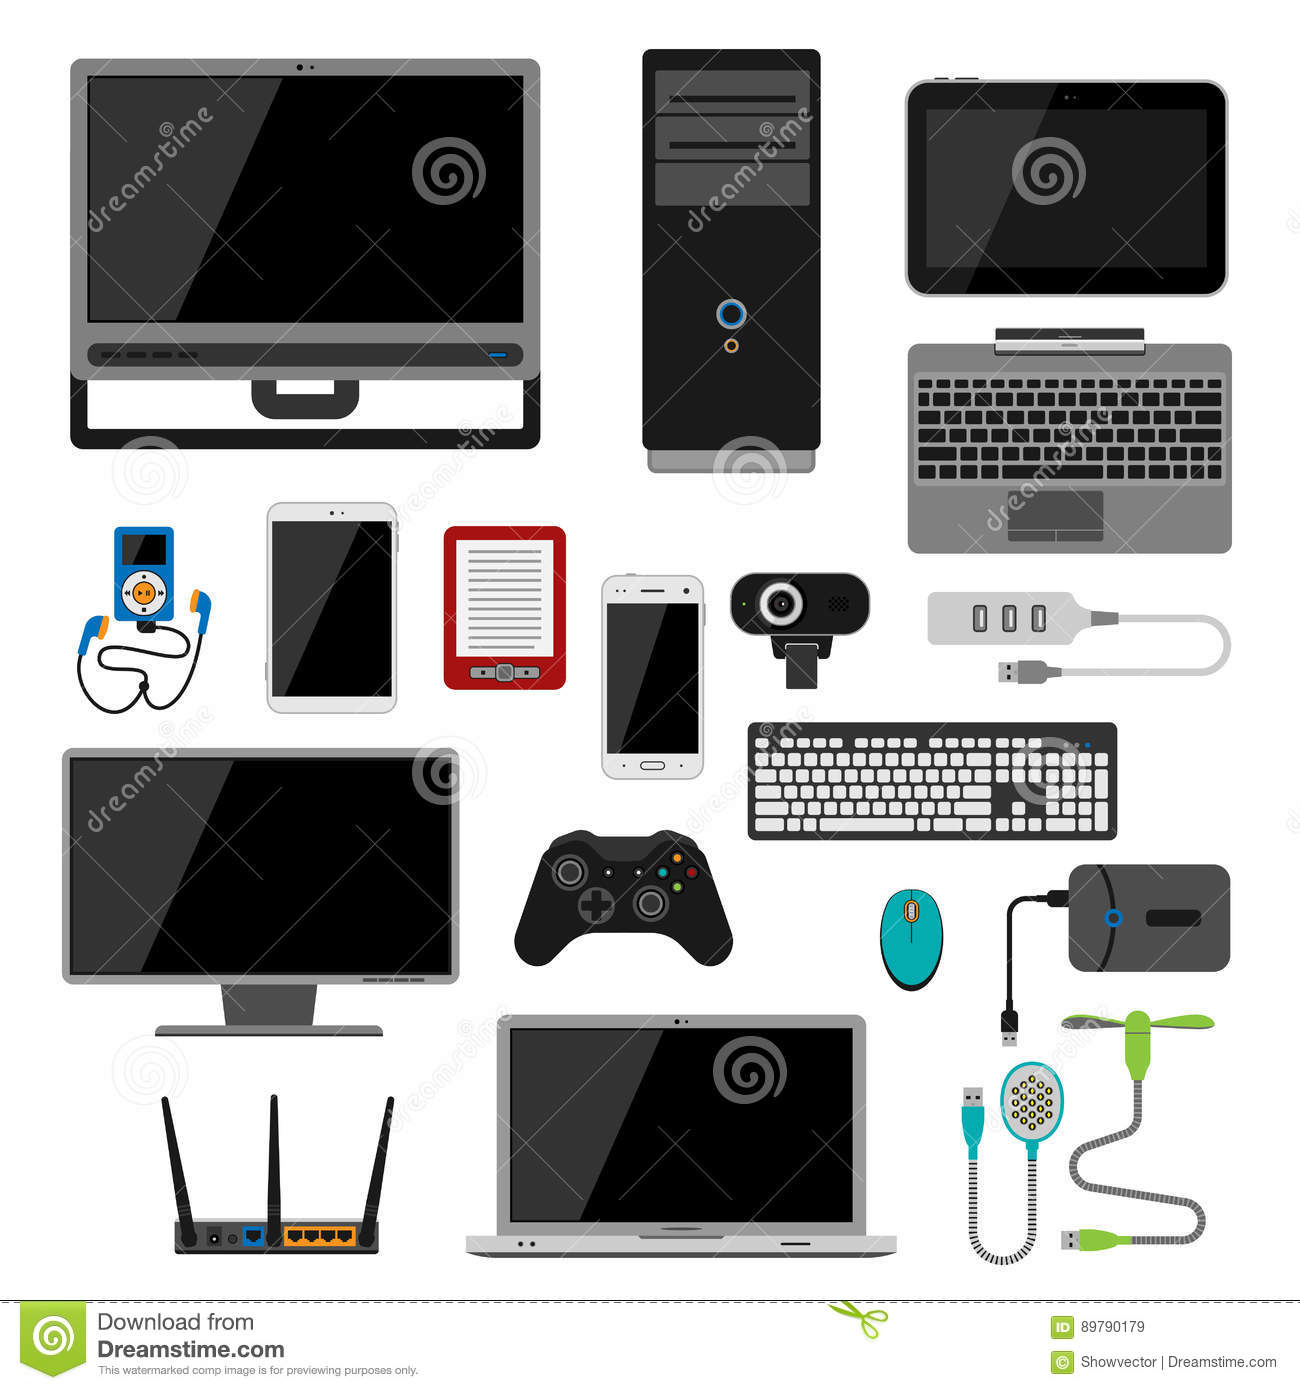 dreamstime
dreamstime
dreamstime
dreamstime
dreamstime
dreamstime
dreamstime
dreamstime
Download from
Dreamstime.com
This watermarked comp image is for previewing purposes only.
ID 89790179
© Showvector | Dreamstime.com